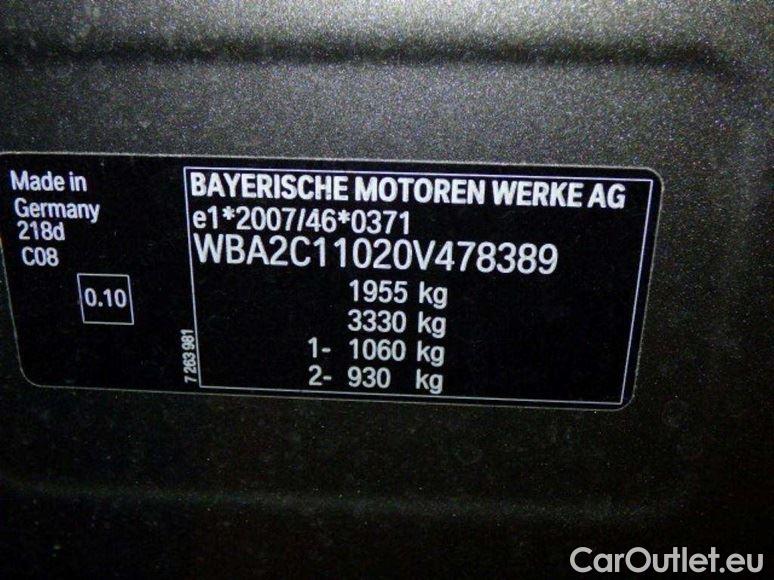 Made in
Germany
218d
C08
0.10
BAYERISCHE MOTOREN WERKE AG
e1*2007/46*0371
WBA2C11020V478389
1955 kg
3330 kg
1- 1060 kg
2- 930 kg
7 263 981
CarOutlet.eu